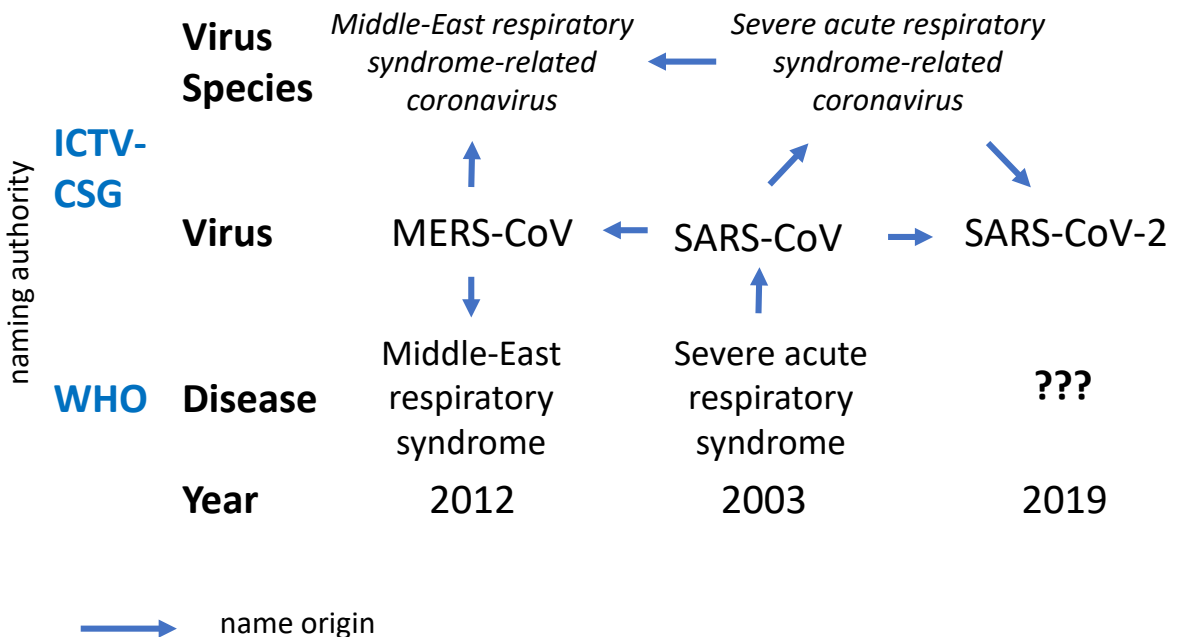 Virus
Species
Middle-East respiratory
syndrome-related
coronavirus
Severe acute respiratory
syndrome-related
coronavirus
naming authority
ICTV-
CSG
Virus
MERS-CoV
SARS-CoV
SARS-CoV-2
WHO
Disease
Middle-East
respiratory
syndrome
Severe acute
respiratory
syndrome
???
Year
2012
2003
2019
name origin